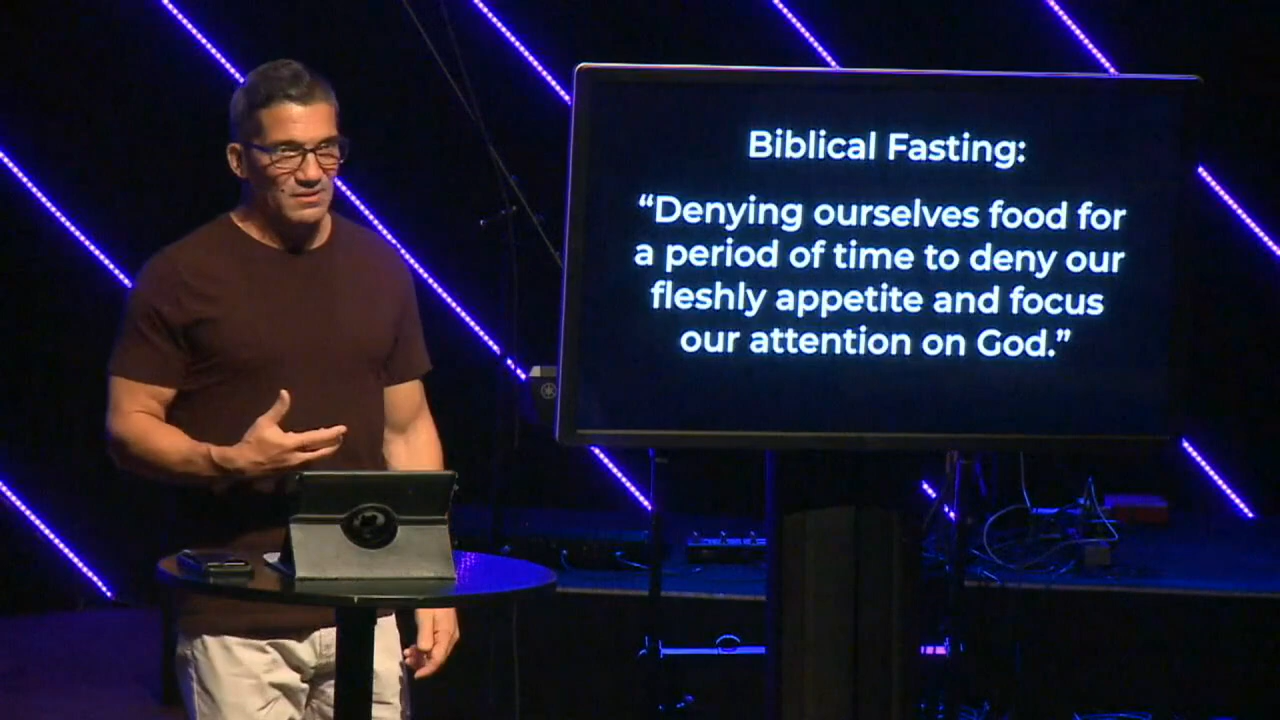 Biblical Fasting:
“Denying ourselves food for
a period of time to deny our
fleshly appetite and focus
our attention on God.”